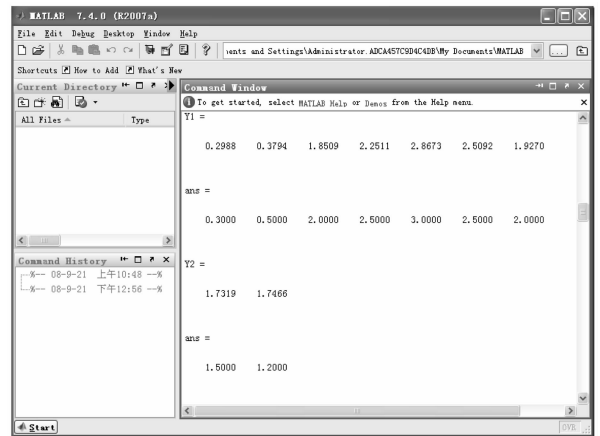 MATLAB 7.4.0 (R2007a)
File Edit Debug Desktop Window Help
ents and Settings\Administrator.ADCA457C9D4C4DB\My Documents\MATLAB
Shortcuts How to Add What's New
Current Directory
All Files Type
Command History
%-- 08-9-21 上午10:48 --%
%-- 08-9-21 下午12:56 --%
Command Window
To get started, select MATLAB Help or Demos from the Help menu.
Y1 =
0.2988 0.3794 1.8509 2.2511 2.8673 2.5092 1.9270
ans =
0.3000 0.5000 2.0000 2.5000 3.0000 2.5000 2.0000
Y2 =
1.7319 1.7466
ans =
1.5000 1.2000
Start
OVR